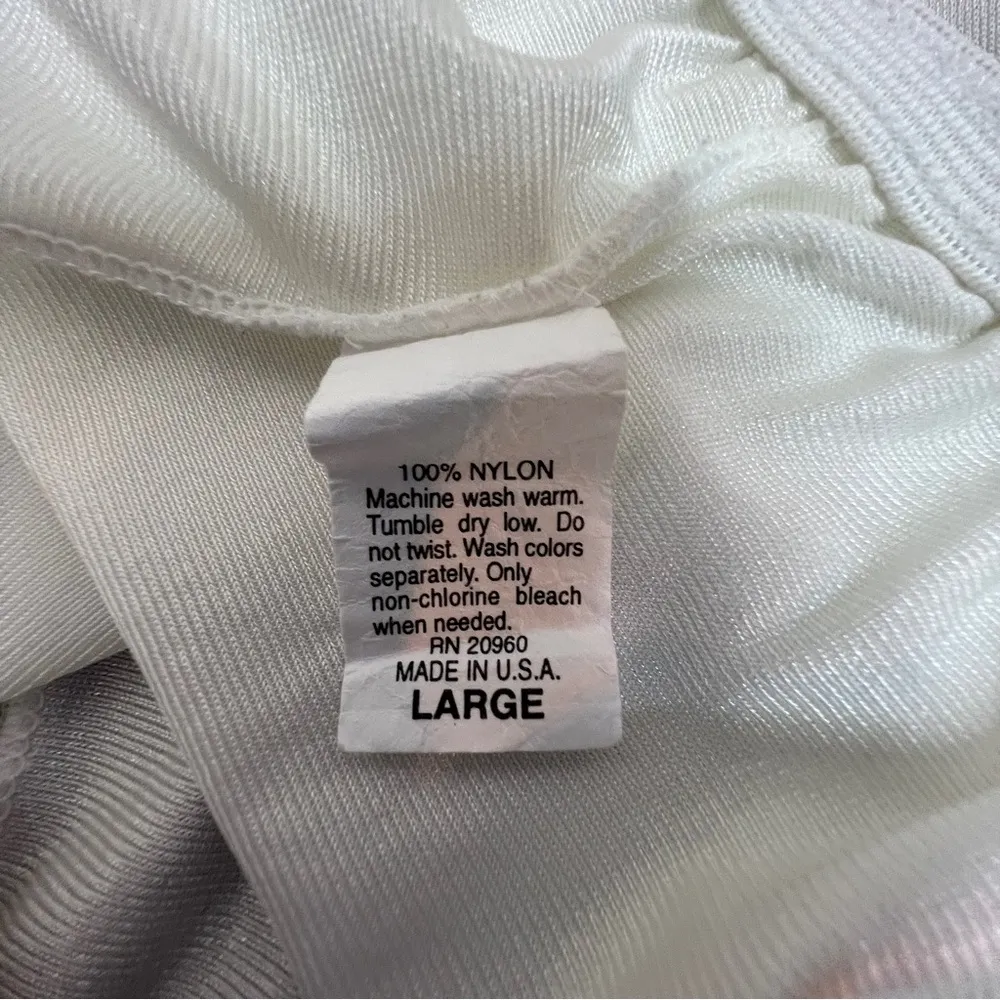 100% NYLON
Machine wash warm.
Tumble dry low. Do
not twist. Wash colors
separately. Only
non-chlorine bleach
when needed.
RN 20960
MADE IN U.S.A.
LARGE